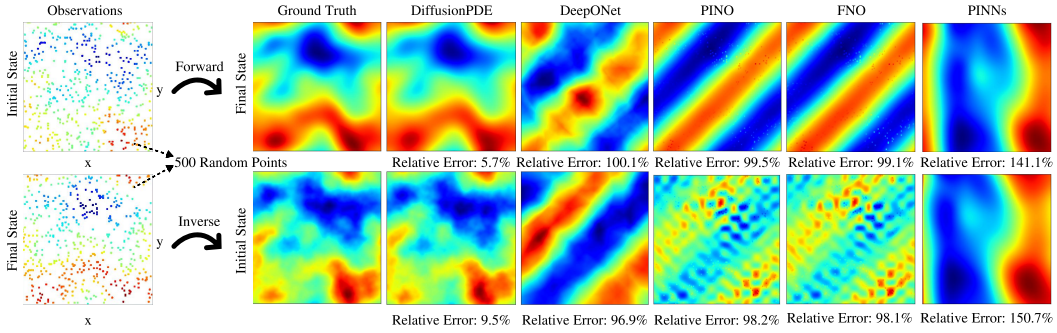 Observations
Ground Truth
DiffusionPDE
DeepONet
PINO
FNO
PINNs
Initial State
y
x
Forward
Final State
500 Random Points
Relative Error: 5.7%
Relative Error: 100.1%
Relative Error: 99.5%
Relative Error: 99.1%
Relative Error: 141.1%
Final State
y
x
Inverse
Initial State
Relative Error: 9.5%
Relative Error: 96.9%
Relative Error: 98.2%
Relative Error: 98.1%
Relative Error: 150.7%